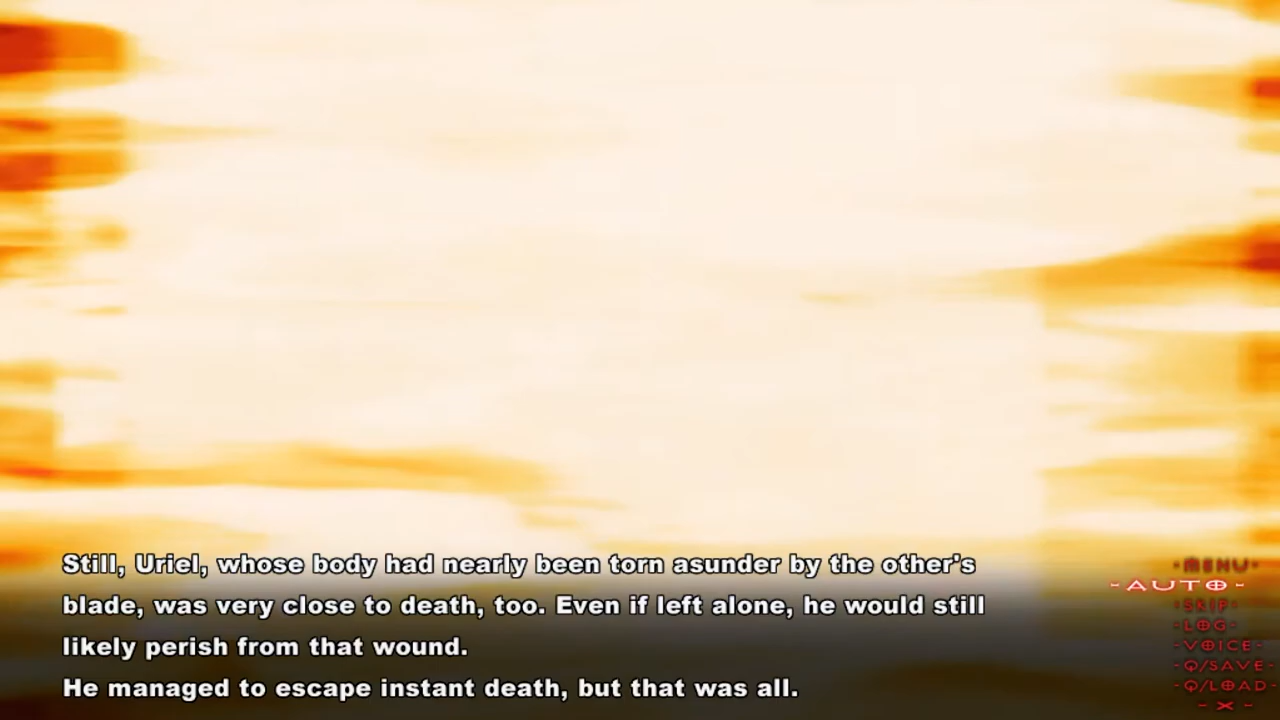 Still, Uriel, whose body had nearly been torn asunder by the other's
blade, was very close to death, too. Even if left alone, he would still
likely perish from that wound.
He managed to escape instant death, but that was all.
-MENU-
-AUTO-
-SKIP-
-LOG-
-VOICE-
-Q/SAVE-
-Q/LOAD-
-X-